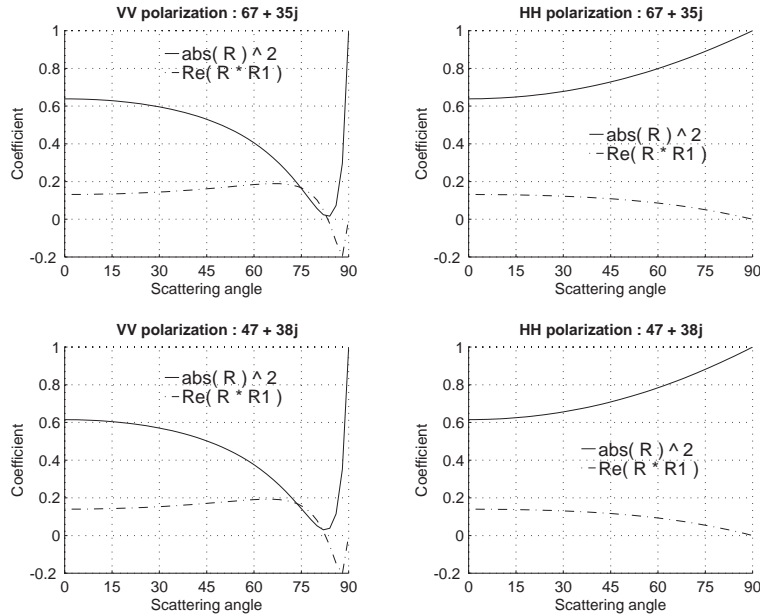 VV polarization : 67 + 35j
1
0.8
0.6
0.4
0.2
0
-0.2
Coefficient
abs( R ) ^ 2
Re( R * R1 )
0 15 30 45 60 75 90
Scattering angle
HH polarization : 67 + 35j
1
0.8
0.6
0.4
0.2
0
-0.2
Coefficient
abs( R ) ^ 2
Re( R * R1 )
0 15 30 45 60 75 90
Scattering angle
VV polarization : 47 + 38j
1
0.8
0.6
0.4
0.2
0
-0.2
Coefficient
abs( R ) ^ 2
Re( R * R1 )
0 15 30 45 60 75 90
Scattering angle
HH polarization : 47 + 38j
1
0.8
0.6
0.4
0.2
0
-0.2
Coefficient
abs( R ) ^ 2
Re( R * R1 )
0 15 30 45 60 75 90
Scattering angle